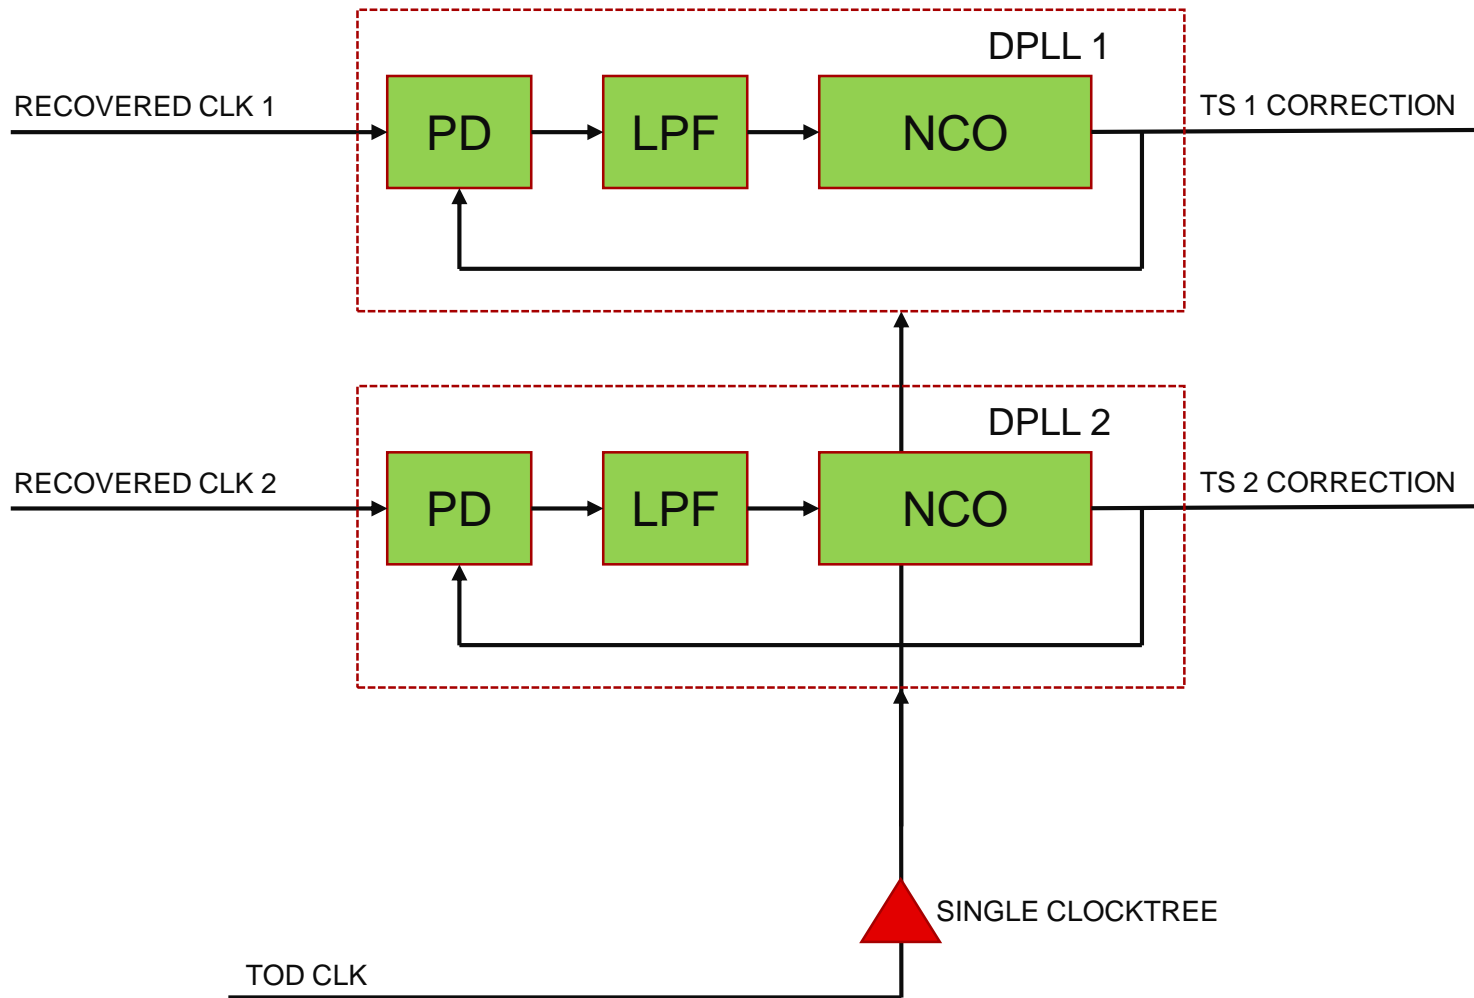 DPLL 1
RECOVERED CLK 1
PD
LPF
NCO
TS 1 CORRECTION
DPLL 2
RECOVERED CLK 2
PD
LPF
NCO
TS 2 CORRECTION
SINGLE CLOCKTREE
TOD CLK